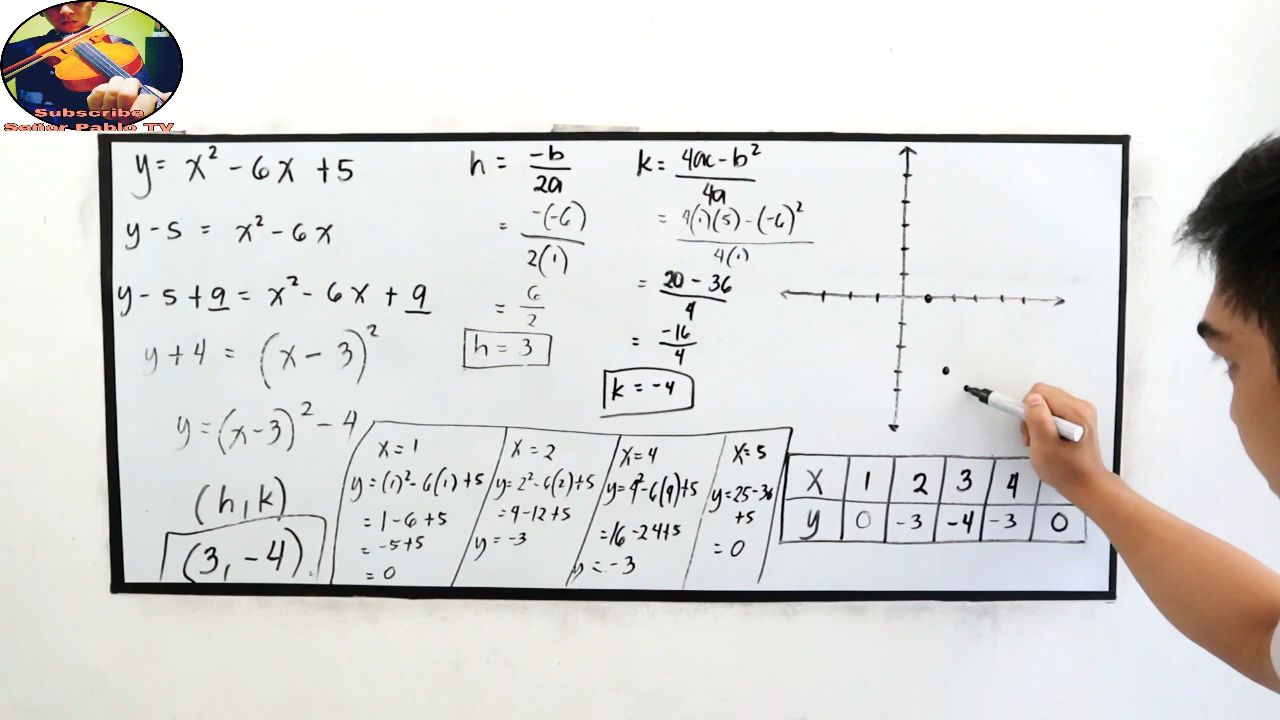 Subscribe
Señor Pablo TV
y = x² - 6x + 5
y - 5 = x² - 6x
y - 5 + 9 = x² - 6x + 9
y + 4 = (x - 3)²
y = (x - 3)² - 4
(h, k)
(3, -4)
h = -b/2a
= -(-6)/2(1)
= 6/2
h = 3
k = 4ac - b²/4a
= 4(1)(5) - (-6)²/4(1)
= 20 - 36/4
= -16/4
k = -4
x = 1
y = (1)² - 6(1) + 5
= 1 - 6 + 5
= -5 + 5
= 0
x = 2
y = 2² - 6(2) + 5
= 4 - 12 + 5
y = -3
x = 4
y = 4² - 6(4) + 5
= 16 - 24 + 5
y = -3
x = 5
y = 25 - 30
+ 5
= 0
X 1 2 3 4
y 0 -3 -4 -3 0